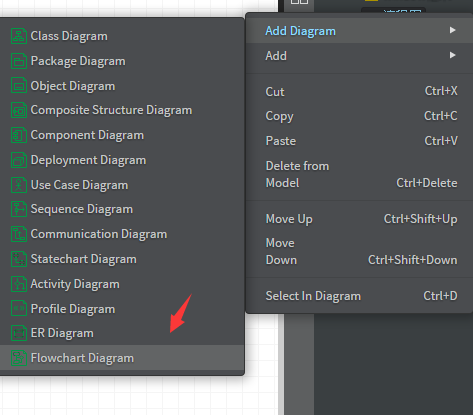 Class Diagram
Package Diagram
Object Diagram
Composite Structure Diagram
Component Diagram
Deployment Diagram
Use Case Diagram
Sequence Diagram
Communication Diagram
Statechart Diagram
Activity Diagram
Profile Diagram
ER Diagram
Flowchart Diagram
Add Diagram
Add
Cut Ctrl+X
Copy Ctrl+C
Paste Ctrl+V
Delete from
Model Ctrl+Delete
Move Up Ctrl+Shift+Up
Move
Down Ctrl+Shift+Down
Select In Diagram Ctrl+D